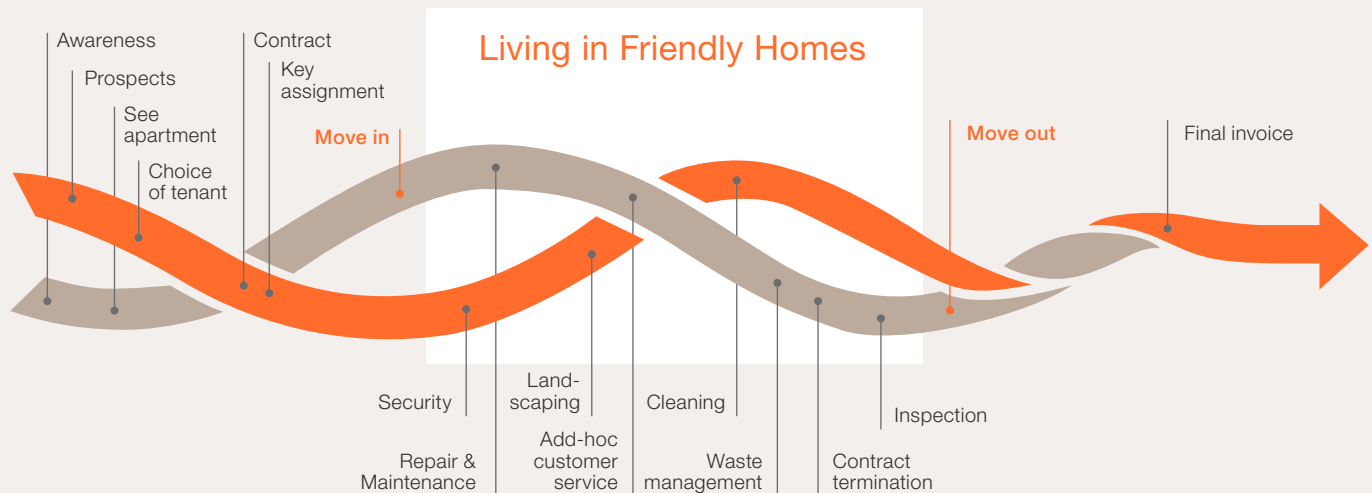 Living in Friendly Homes
Awareness
Prospects
See
apartment
Choice
of tenant
Contract
Key
assignment
Move in
Move out
Final invoice
Security
Repair &
Maintenance
Land-
scaping
Add-hoc
customer
service
Cleaning
Waste
management
Contract
termination
Inspection